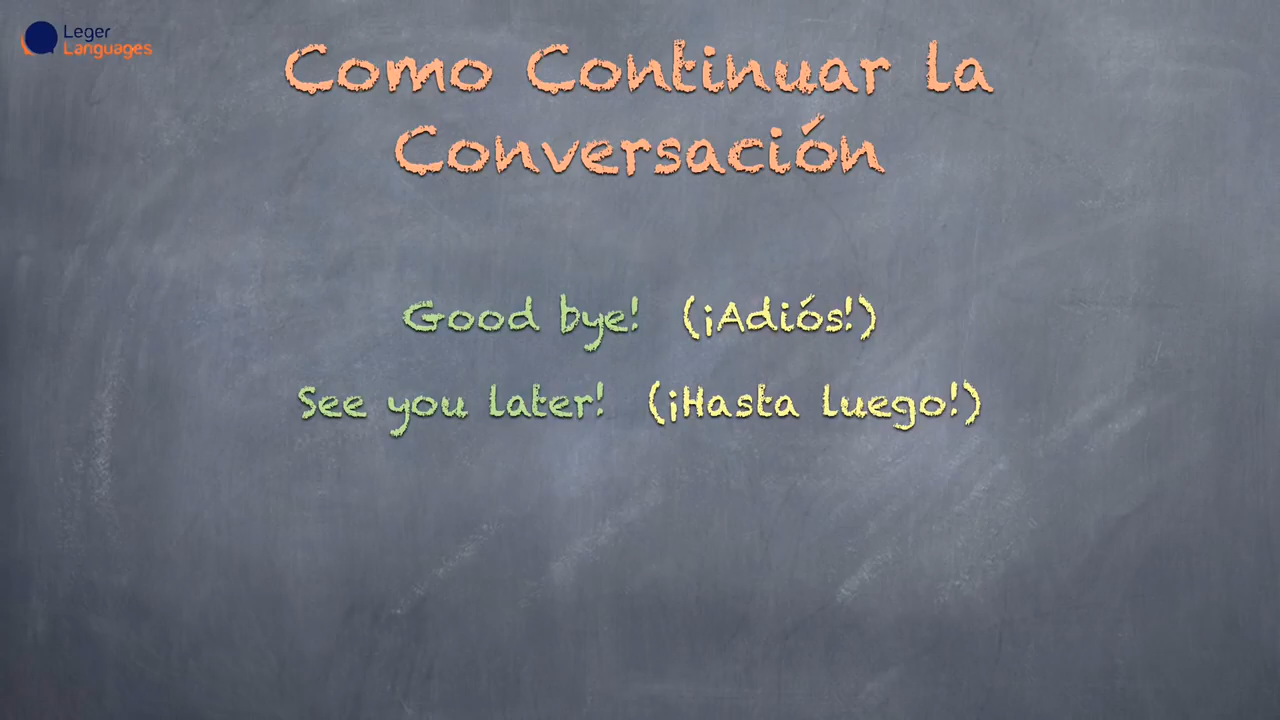 Leger
Languages
Como Continuar la
Conversación
Good bye! (¡Adiós!)
See you later! (¡Hasta luego!)